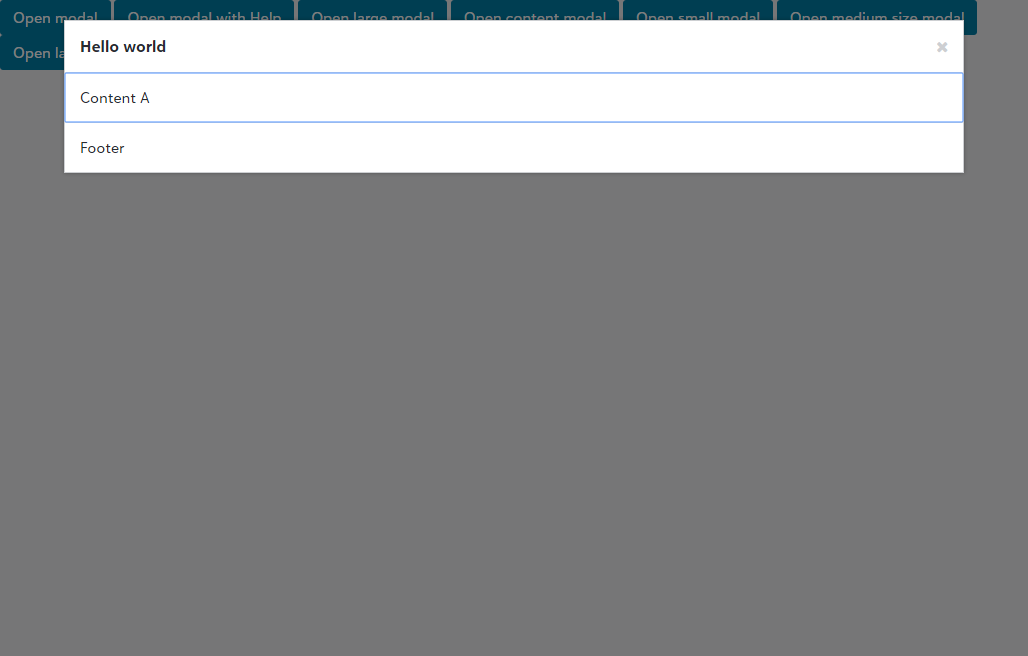 Open modal Open modal with Help Open large modal Open content modal Open small modal Open medium size modal
Open la
Hello world
Content A
Footer